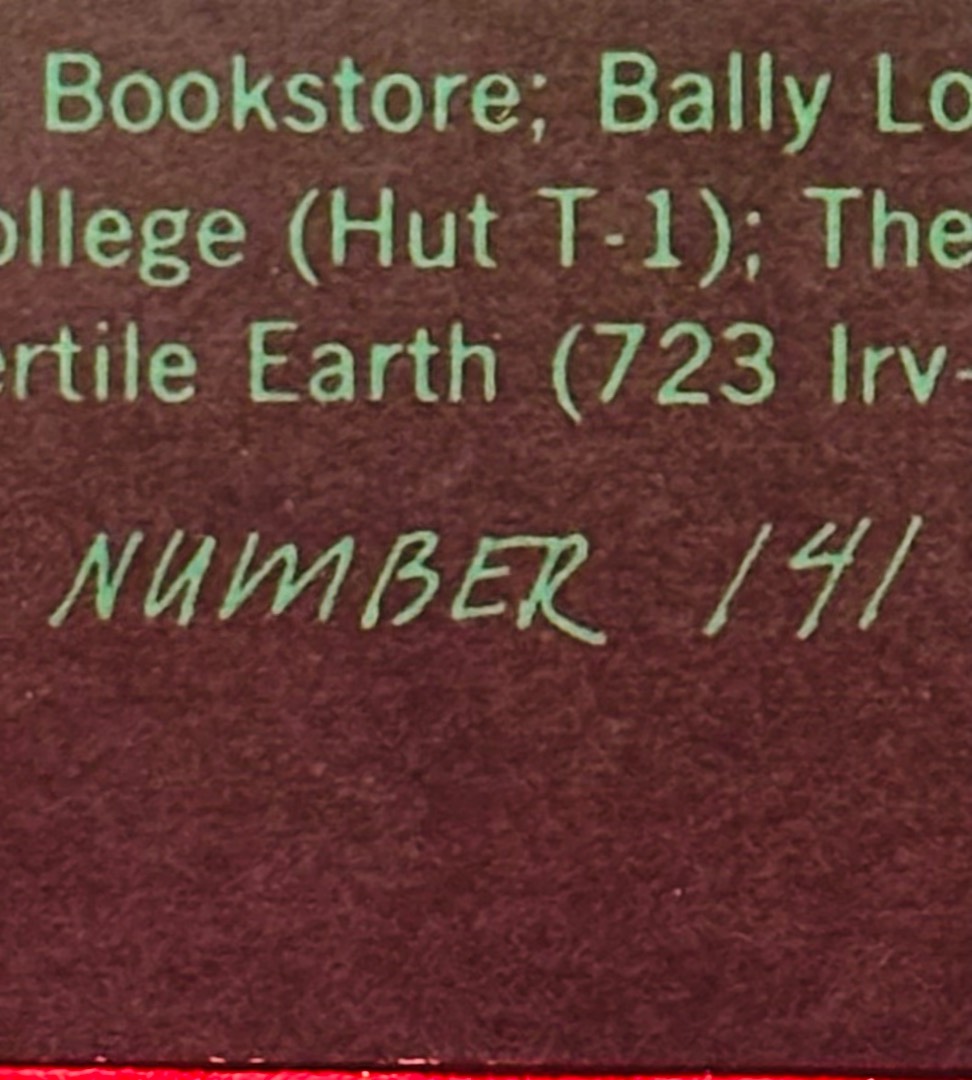 Bookstore; Bally Lo
ollege (Hut T-1); The
ertile Earth (723 Irv-
NUMBER 141